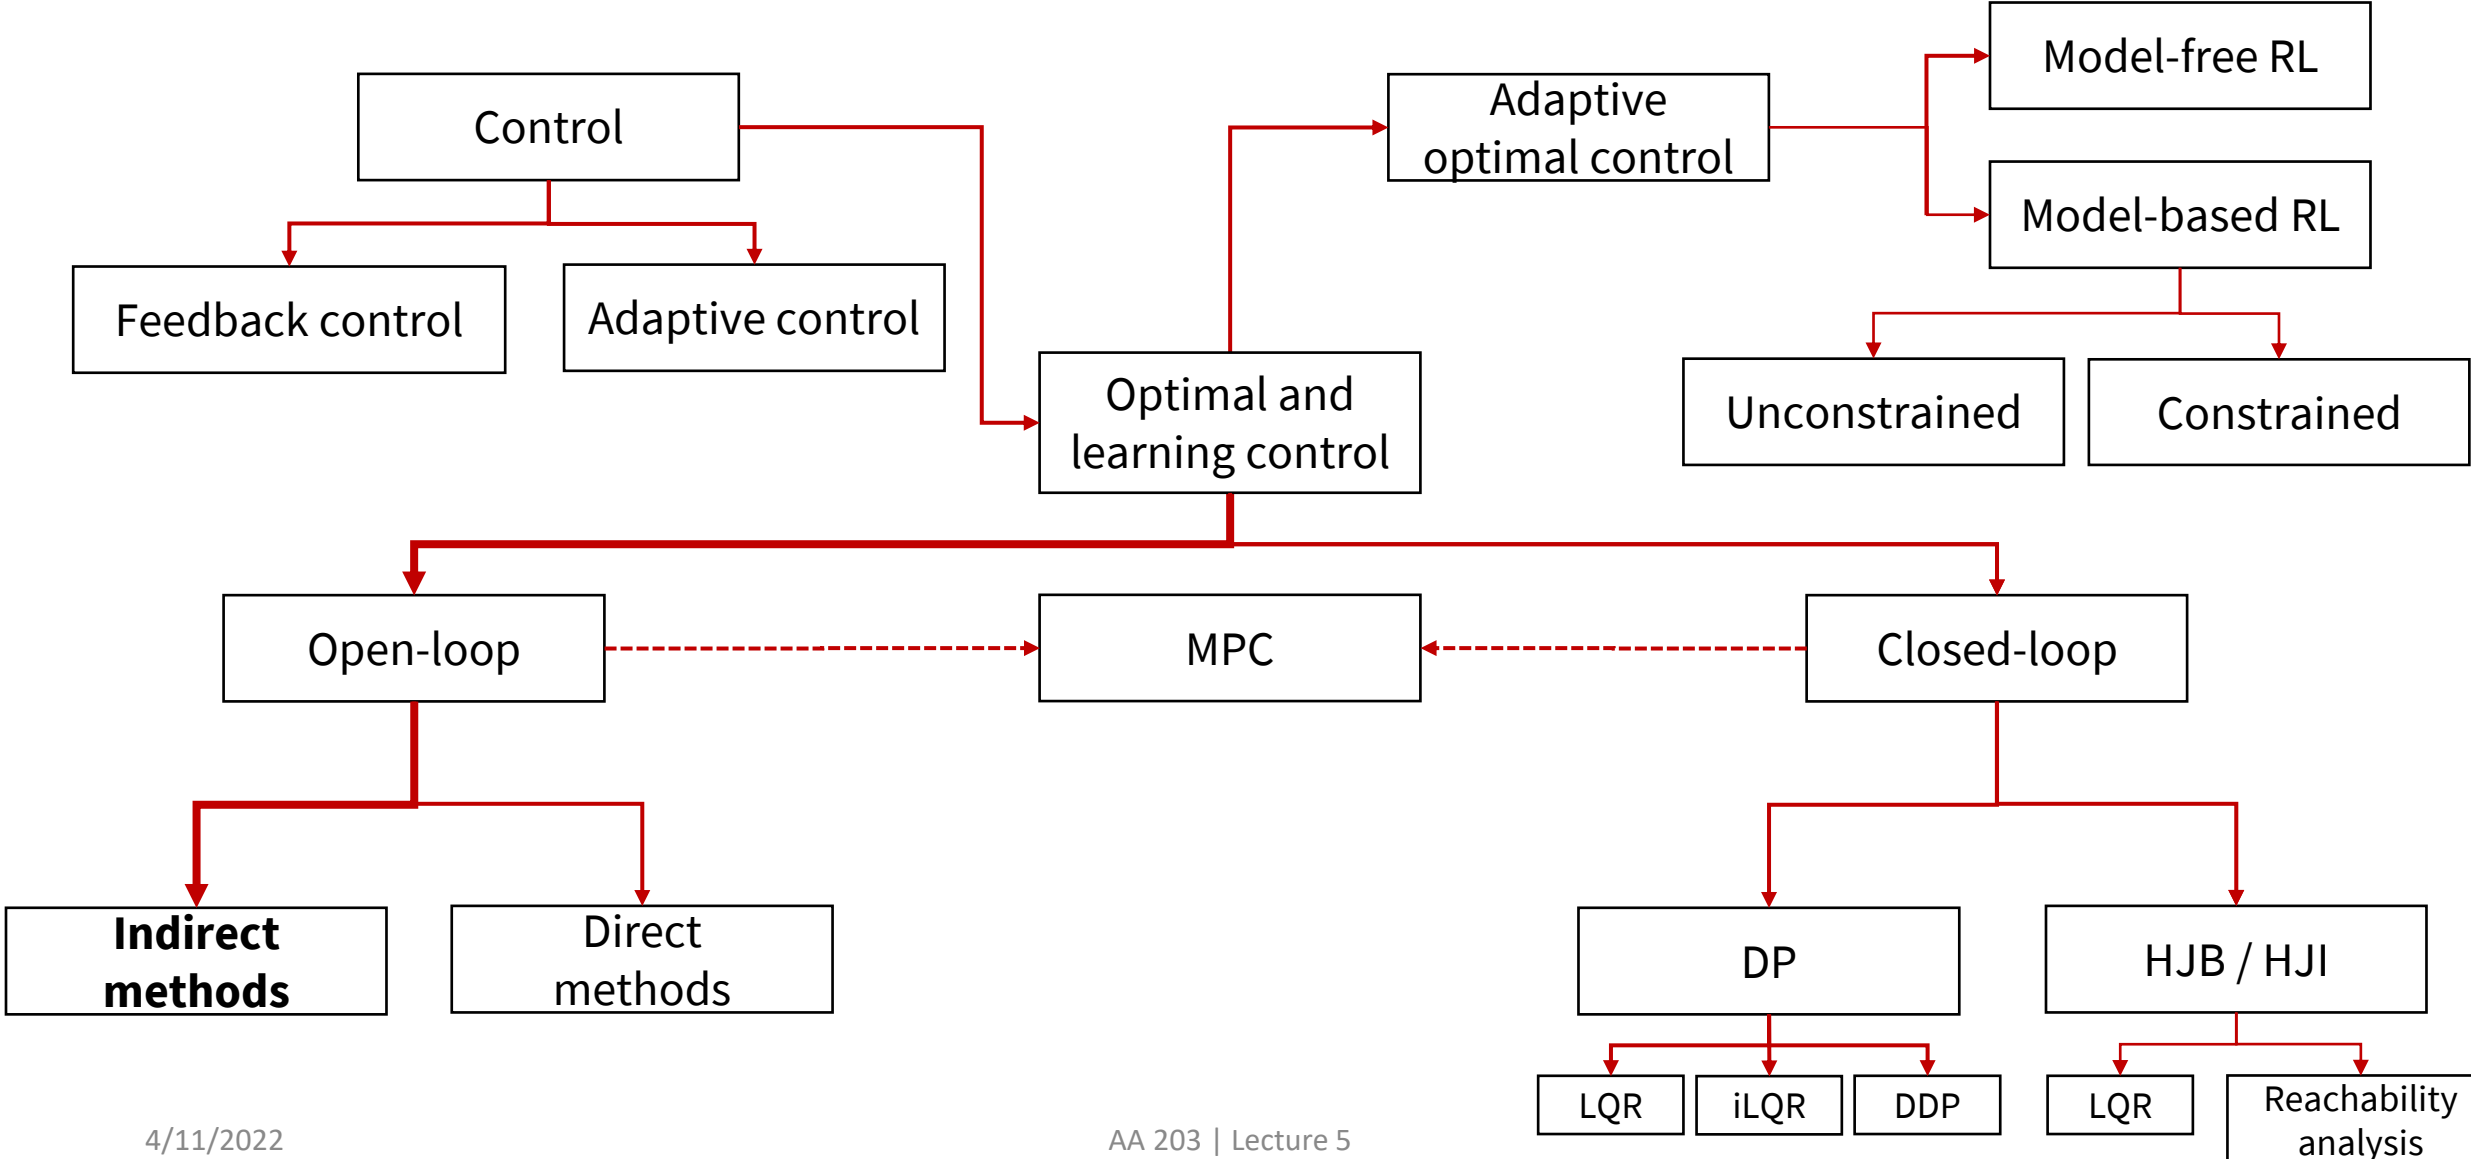 Model-free RL
Control
Adaptive
optimal control
Model-based RL
Feedback control
Adaptive control
Optimal and
learning control
Unconstrained
Constrained
Open-loop
MPC
Closed-loop
Indirect
methods
Direct
methods
DP
HJB / HJI
LQR
iLQR
DDP
LQR
Reachability
analysis
4/11/2022
AA 203 | Lecture 5